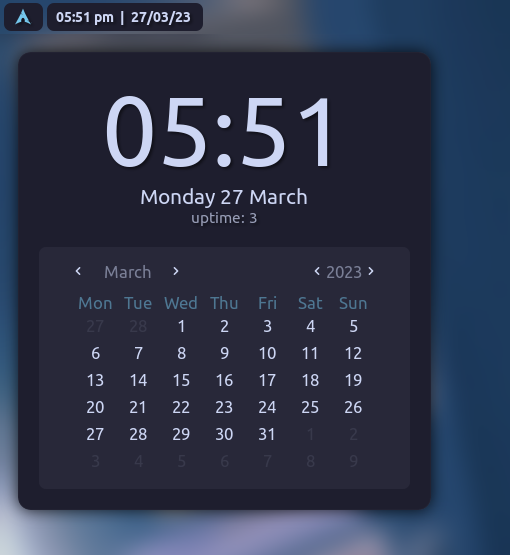 05:51 pm | 27/03/23
05:51
Monday 27 March
uptime: 3
‹ March › ‹ 2023 ›
Mon Tue Wed Thu Fri Sat Sun
27 28 1 2 3 4 5
6 7 8 9 10 11 12
13 14 15 16 17 18 19
20 21 22 23 24 25 26
27 28 29 30 31 1 2
3 4 5 6 7 8 9